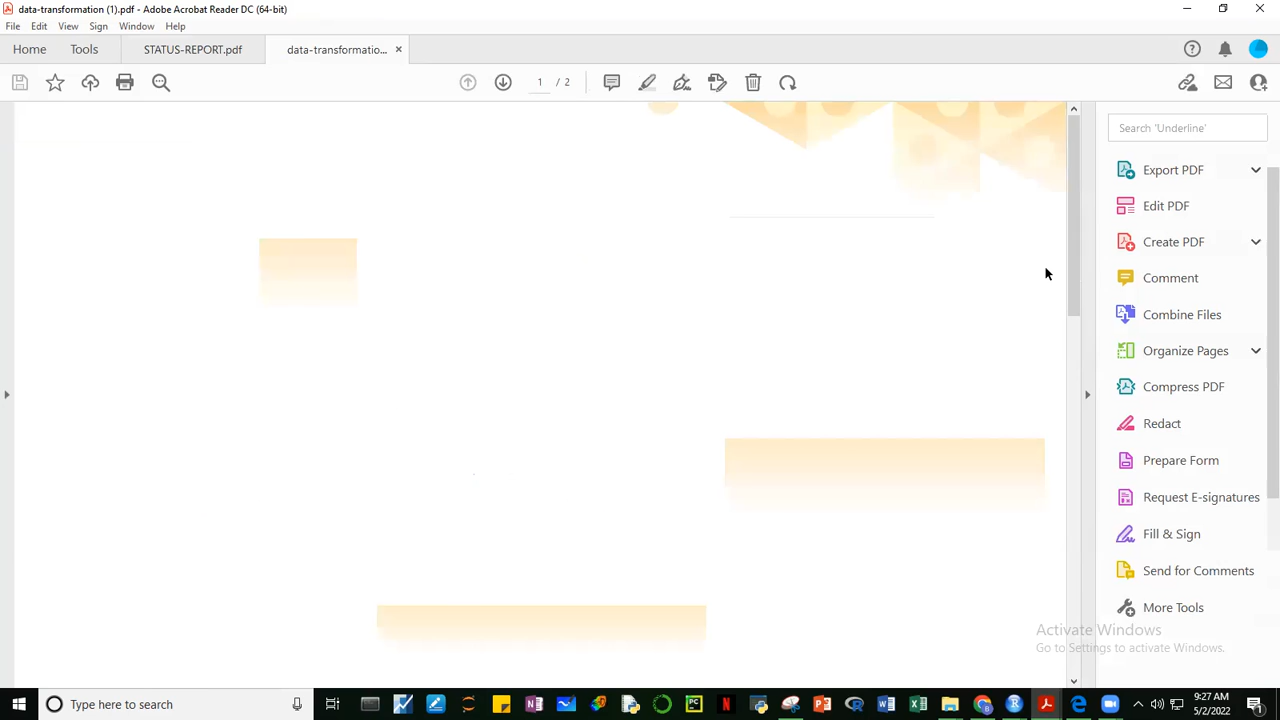 data-transformation (1).pdf - Adobe Acrobat Reader DC (64-bit)
File Edit View Sign Window Help
Home Tools STATUS-REPORT.pdf data-transformatio... ×
1 / 2
Search 'Underline'
Export PDF
Edit PDF
Create PDF
Comment
Combine Files
Organize Pages
Compress PDF
Redact
Prepare Form
Request E-signatures
Fill & Sign
Send for Comments
More Tools
Activate Windows
Go to Settings to activate Windows.
Type here to search
9:27 AM
5/2/2022